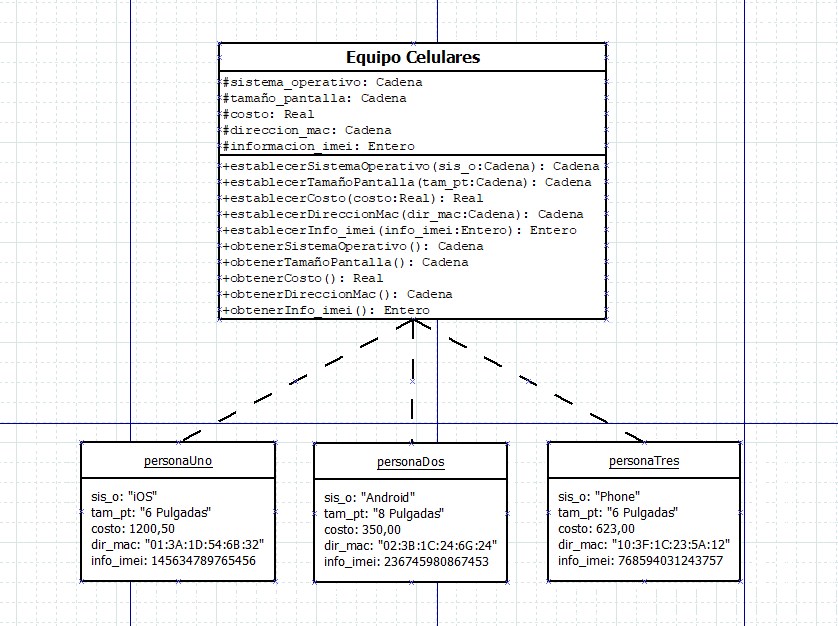 Equipo Celulares
#sistema_operativo: Cadena
#tamaño_pantalla: Cadena
#costo: Real
#direccion_mac: Cadena
#informacion_imei: Entero
+establecerSistemaOperativo(sis_o:Cadena): Cadena
+establecerTamañoPantalla(tam_pt:Cadena): Cadena
+establecerCosto(costo:Real): Real
+establecerDireccionMac(dir_mac:Cadena): Cadena
+establecerInfo_imei(info_imei:Entero): Entero
+obtenerSistemaOperativo(): Cadena
+obtenerTamañoPantalla(): Cadena
+obtenerCosto(): Real
+obtenerDireccionMac(): Cadena
+obtenerInfo_imei(): Entero
personaUno
sis_o: "iOS"
tam_pt: "6 Pulgadas"
costo: 1200,50
dir_mac: "01:3A:1D:54:6B:32"
info_imei: 145634789765456
personaDos
sis_o: "Android"
tam_pt: "8 Pulgadas"
costo: 350,00
dir_mac: "02:3B:1C:24:6G:24"
info_imei: 236745980867453
personaTres
sis_o: "Phone"
tam_pt: "6 Pulgadas"
costo: 623,00
dir_mac: "10:3F:1C:23:5A:12"
info_imei: 768594031243757